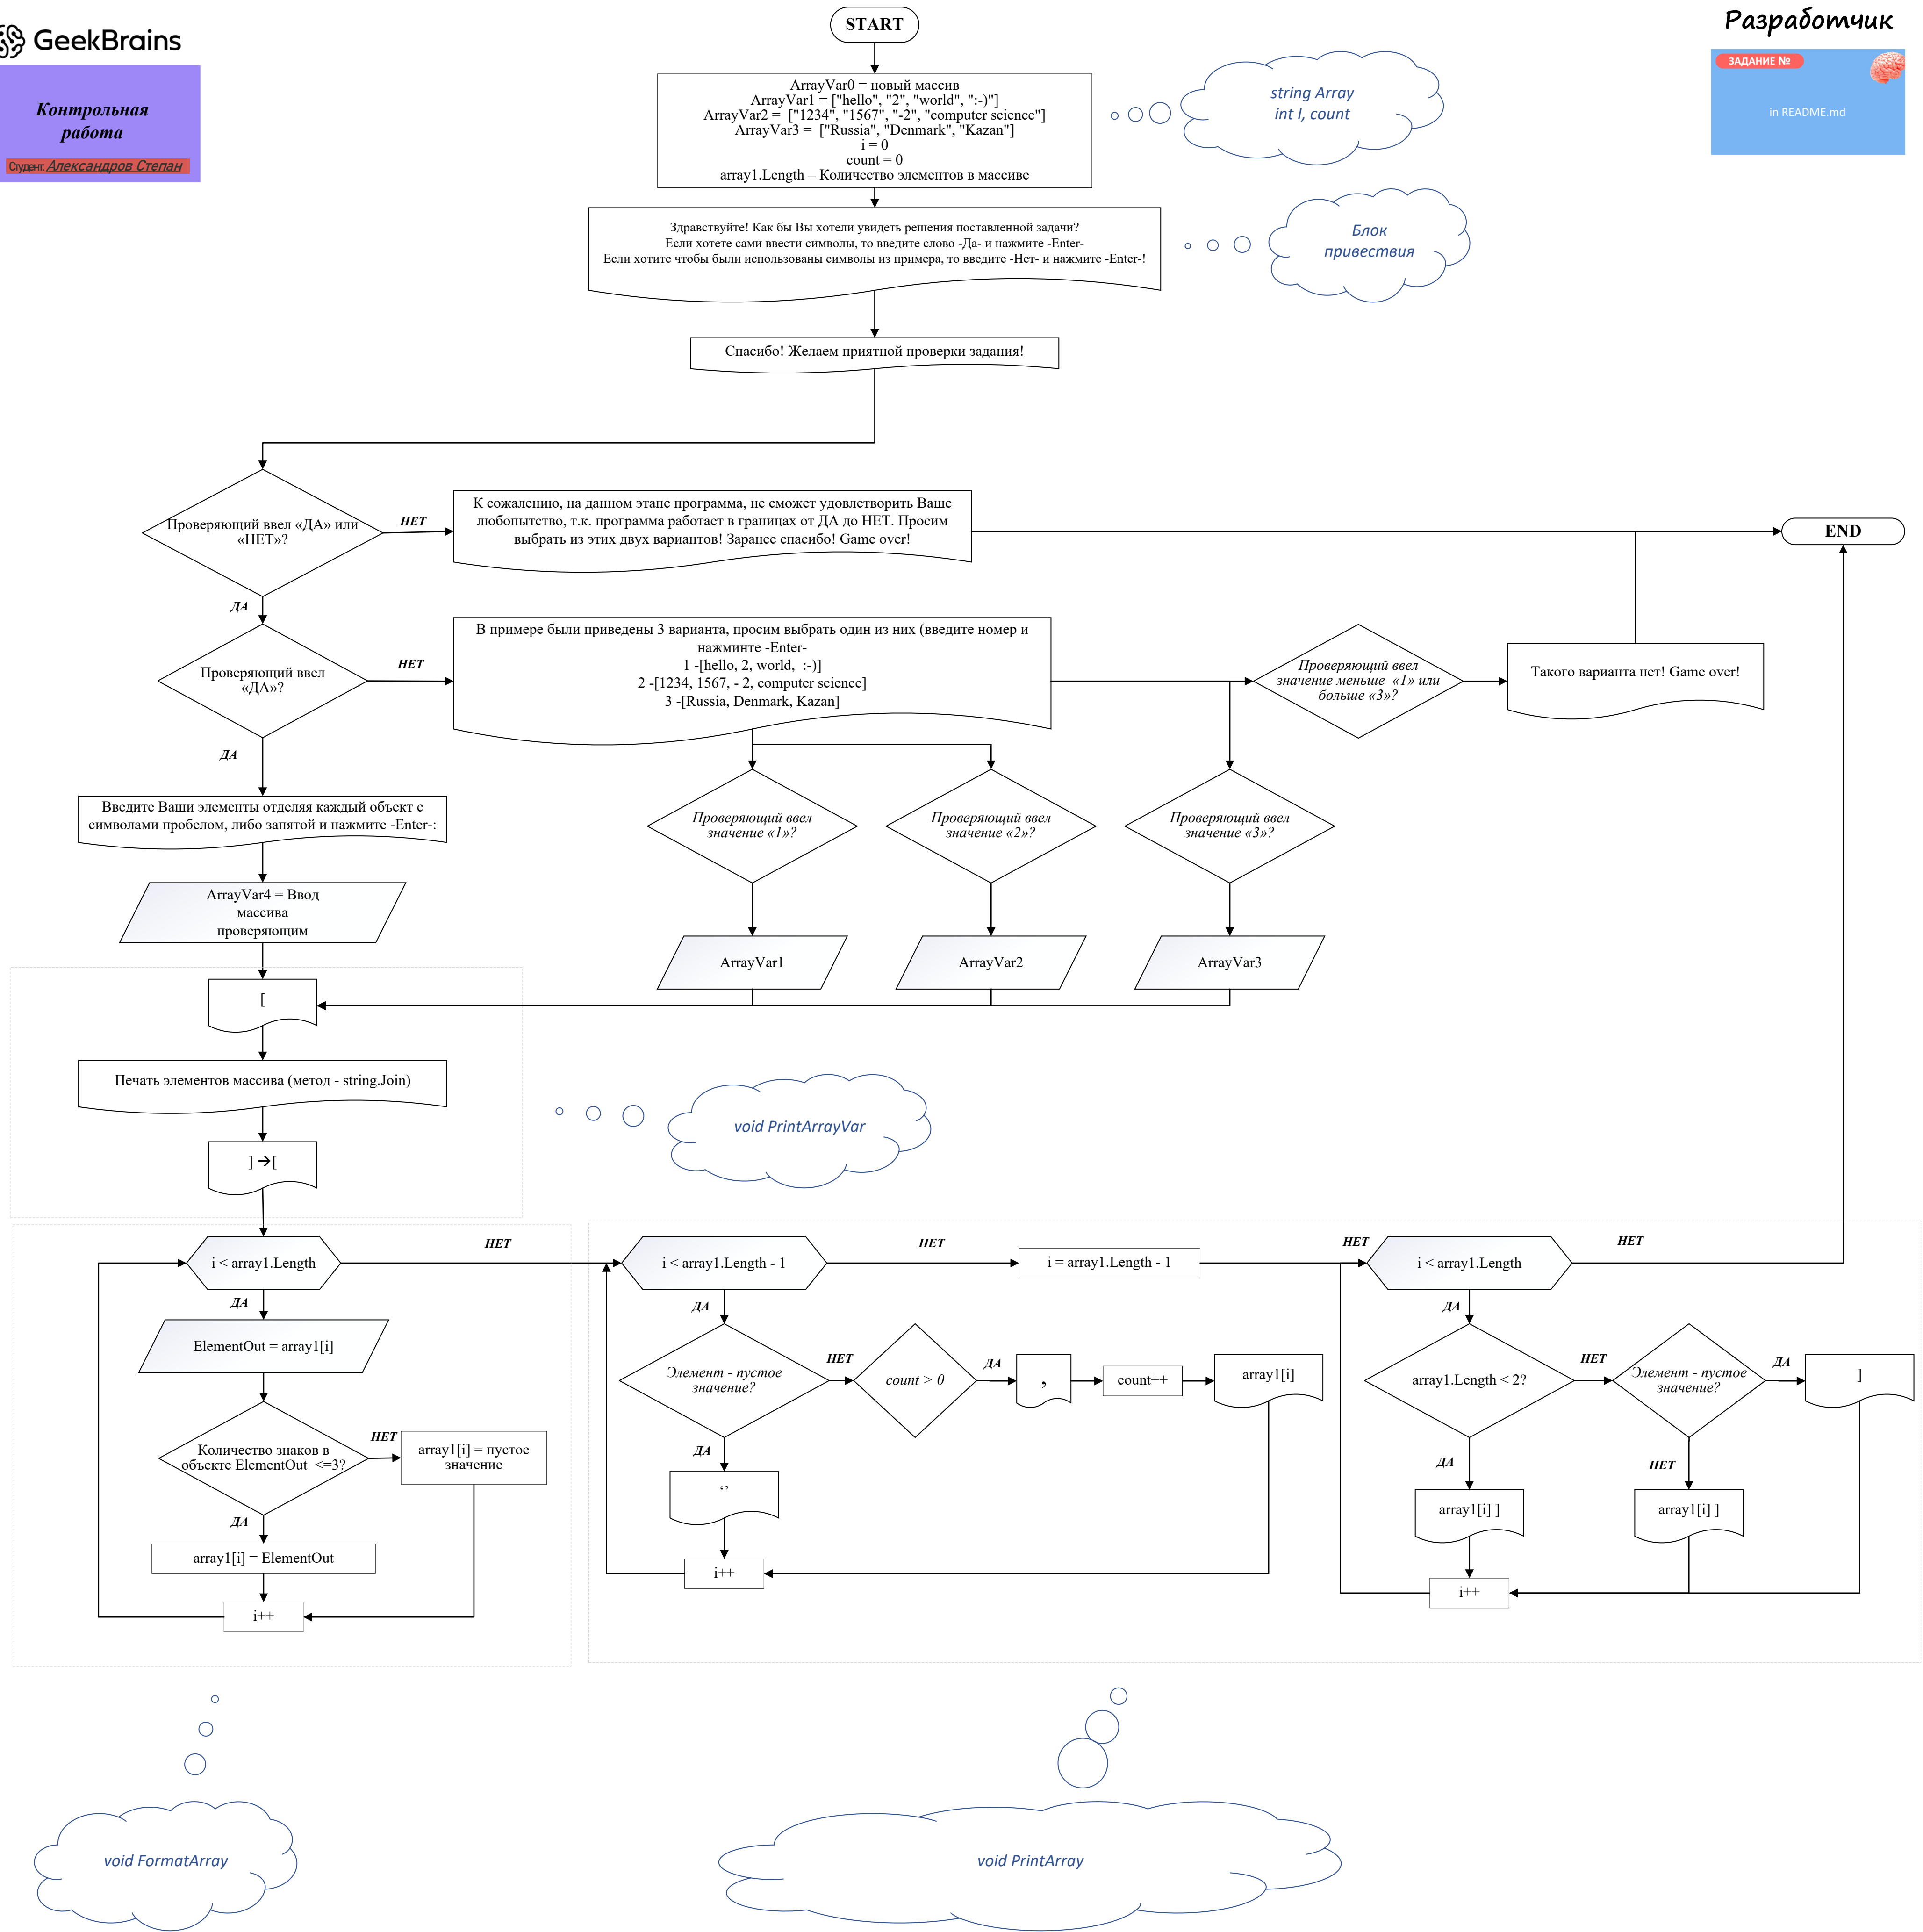 GeekBrains
Контрольная
работа
Студент: Александров Степан
START
Разработчик
ЗАДАНИЕ №
in README.md
ArrayVar0 = новый массив
ArrayVar1 = ["hello", "2", "world", ":-)"]
ArrayVar2 = ["1234", "1567", "-2", "computer science"]
ArrayVar3 = ["Russia", "Denmark", "Kazan"]
i = 0
count = 0
array1.Length – Количество элементов в массиве
string Array
int I, count
Здравствуйте! Как бы Вы хотели увидеть решения поставленной задачи?
Если хотете сами ввести символы, то введите слово -Да- и нажмите -Enter-
Если хотите чтобы были использованы символы из примера, то введите -Нет- и нажмите -Enter-!
Блок
привествия
Спасибо! Желаем приятной проверки задания!
Проверяющий ввел «ДА» или
«НЕТ»?
НЕТ
К сожалению, на данном этапе программа, не сможет удовлетворить Ваше
любопытство, т.к. программа работает в границах от ДА до НЕТ. Просим
выбрать из этих двух вариантов! Заранее спасибо! Game over!
END
ДА
Проверяющий ввел
«ДА»?
НЕТ
В примере были приведены 3 варианта, просим выбрать один из них (введите номер и
нажминте -Enter-
1 -[hello, 2, world, :-)]
2 -[1234, 1567, - 2, computer science]
3 -[Russia, Denmark, Kazan]
Проверяющий ввел
значение меньше «1» или
больше «3»?
Такого варианта нет! Game over!
ДА
Введите Ваши элементы отделяя каждый объект с
символами пробелом, либо запятой и нажмите -Enter-:
Проверяющий ввел
значение «1»?
Проверяющий ввел
значение «2»?
Проверяющий ввел
значение «3»?
ArrayVar4 = Ввод
массива
проверяющим
ArrayVar1
ArrayVar2
ArrayVar3
[
Печать элементов массива (метод - string.Join)
void PrintArrayVar
] →[
i < array1.Length
НЕТ
i < array1.Length - 1
НЕТ
i = array1.Length - 1
НЕТ
i < array1.Length
НЕТ
ДА
ДА
ДА
ElementOut = array1[i]
Элемент - пустое
значение?
НЕТ
count > 0
ДА
,
count++
array1[i]
array1.Length < 2?
НЕТ
Элемент - пустое
значение?
ДА
]
Количество знаков в
объекте ElementOut <=3?
НЕТ
array1[i] = пустое
значение
ДА
‘’
ДА
array1[i] ]
НЕТ
array1[i] ]
ДА
array1[i] = ElementOut
i++
i++
i++
void FormatArray
void PrintArray